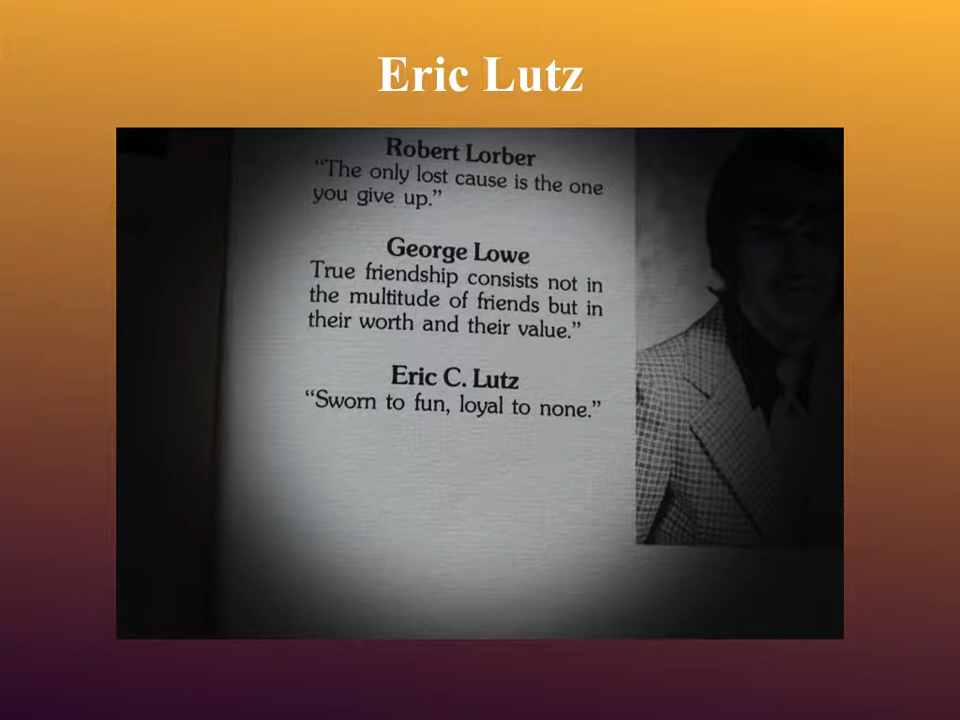 Eric Lutz
Robert Lorber
“The only lost cause is the one
you give up.”
George Lowe
True friendship consists not in
the multitude of friends but in
their worth and their value.”
Eric C. Lutz
“Sworn to fun, loyal to none.”